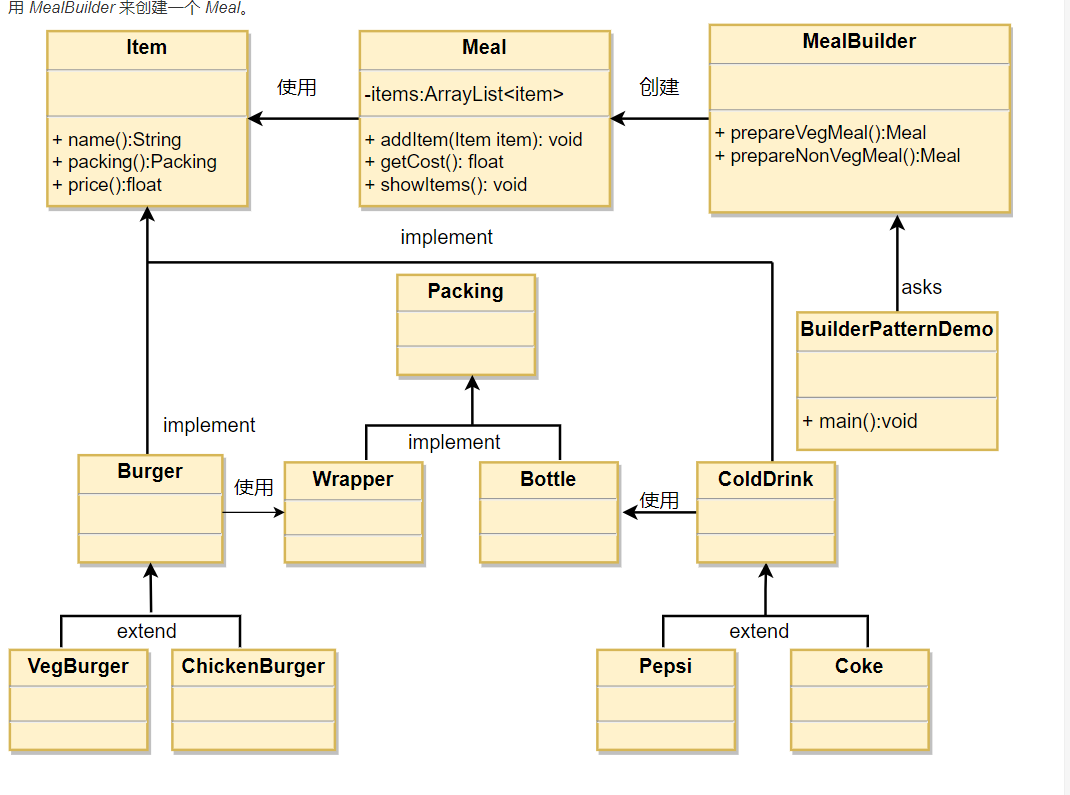 用 MealBuilder 来创建一个 Meal。
Item
+ name():String
+ packing():Packing
+ price():float
使用
Meal
-items:ArrayList<item>
+ addItem(Item item): void
+ getCost(): float
+ showItems(): void
创建
MealBuilder
+ prepareVegMeal():Meal
+ prepareNonVegMeal():Meal
implement
asks
Packing
BuilderPatternDemo
+ main():void
implement
implement
Burger
使用
Wrapper
Bottle
使用
ColdDrink
extend
extend
VegBurger
ChickenBurger
Pepsi
Coke